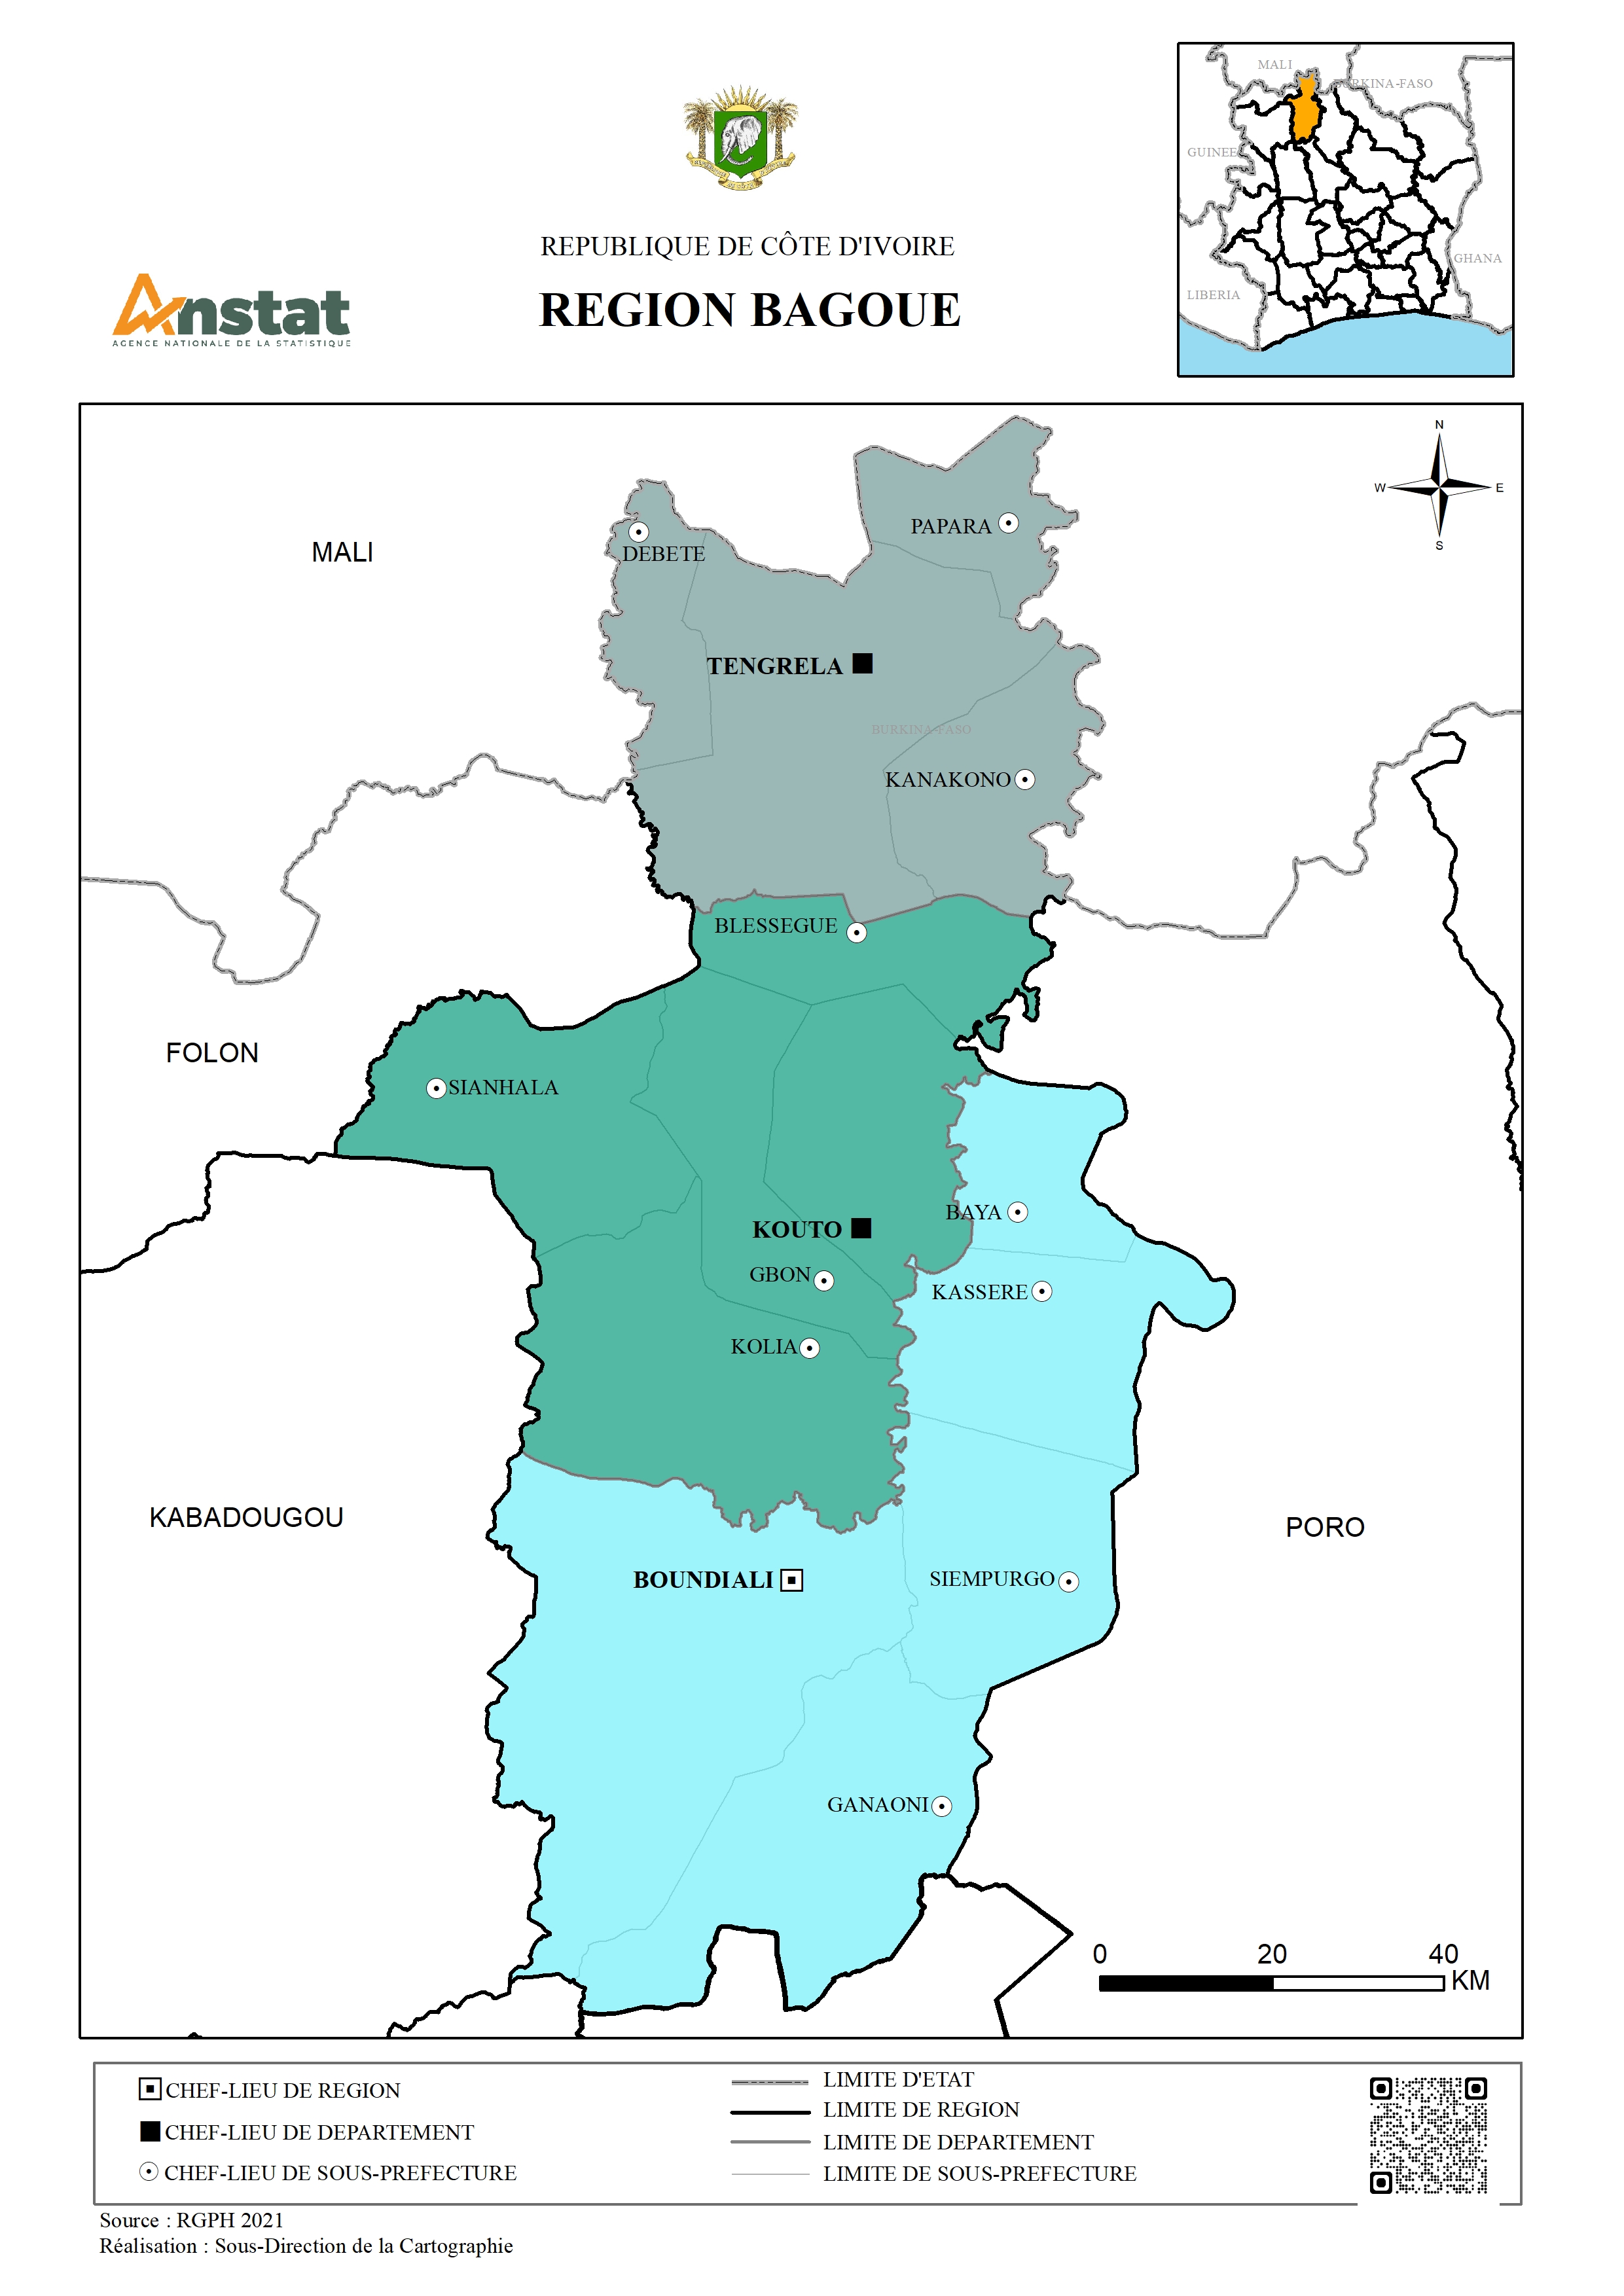 MALI
BURKINA-FASO
GUINEE
GHANA
LIBERIA
REPUBLIQUE DE CÔTE D'IVOIRE
REGION BAGOUE
Anstat
AGENCE NATIONALE DE LA STATISTIQUE
N
W
E
S
MALI
PAPARA
DEBETE
TENGRELA
BURKINA-FASO
KANAKONO
BLESSEGUE
FOLON
SIANHALA
BAYA
KOUTO
GBON
KASSERE
KOLIA
KABADOUGOU
PORO
BOUNDIALI
SIEMPURGO
GANAONI
0 20 40
KM
CHEF-LIEU DE REGION
CHEF-LIEU DE DEPARTEMENT
CHEF-LIEU DE SOUS-PREFECTURE
LIMITE D'ETAT
LIMITE DE REGION
LIMITE DE DEPARTEMENT
LIMITE DE SOUS-PREFECTURE
Source : RGPH 2021
Réalisation : Sous-Direction de la Cartographie